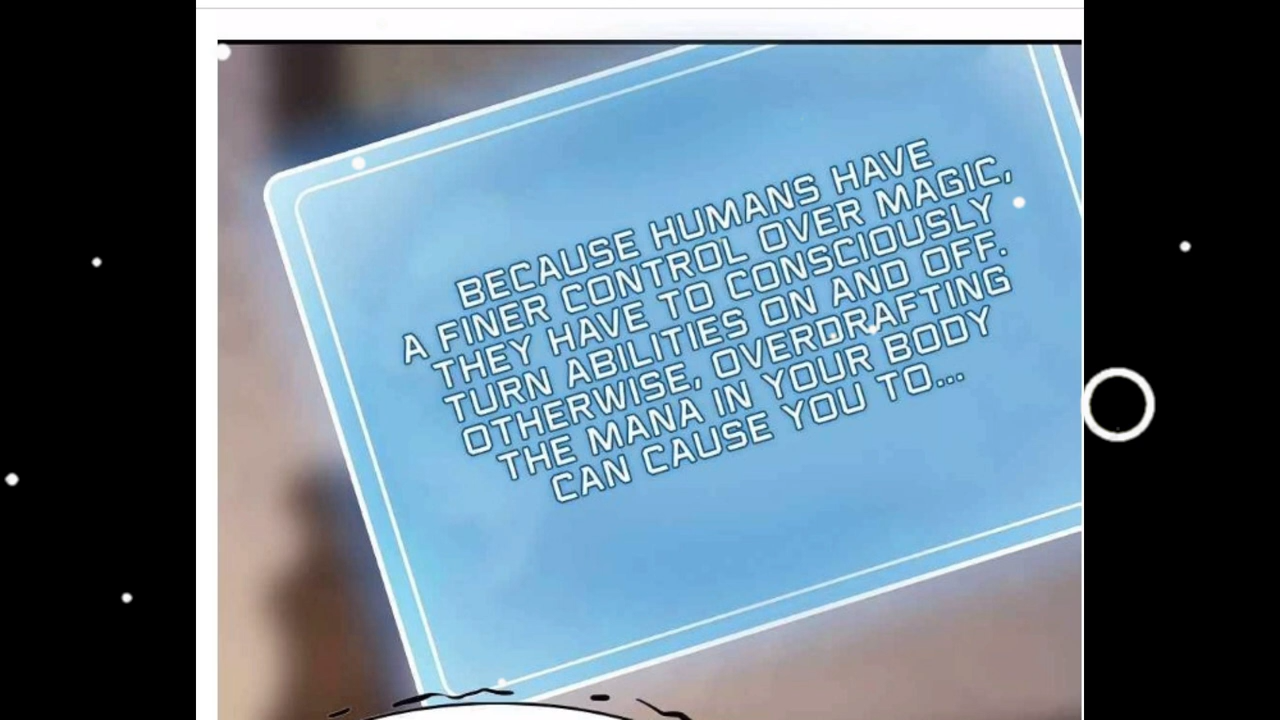 BECAUSE HUMANS HAVE
A FINER CONTROL OVER MAGIC,
THEY HAVE TO CONSCIOUSLY
TURN ABILITIES ON AND OFF.
OTHERWISE, OVERDRAFTING
THE MANA IN YOUR BODY
CAN CAUSE YOU TO...